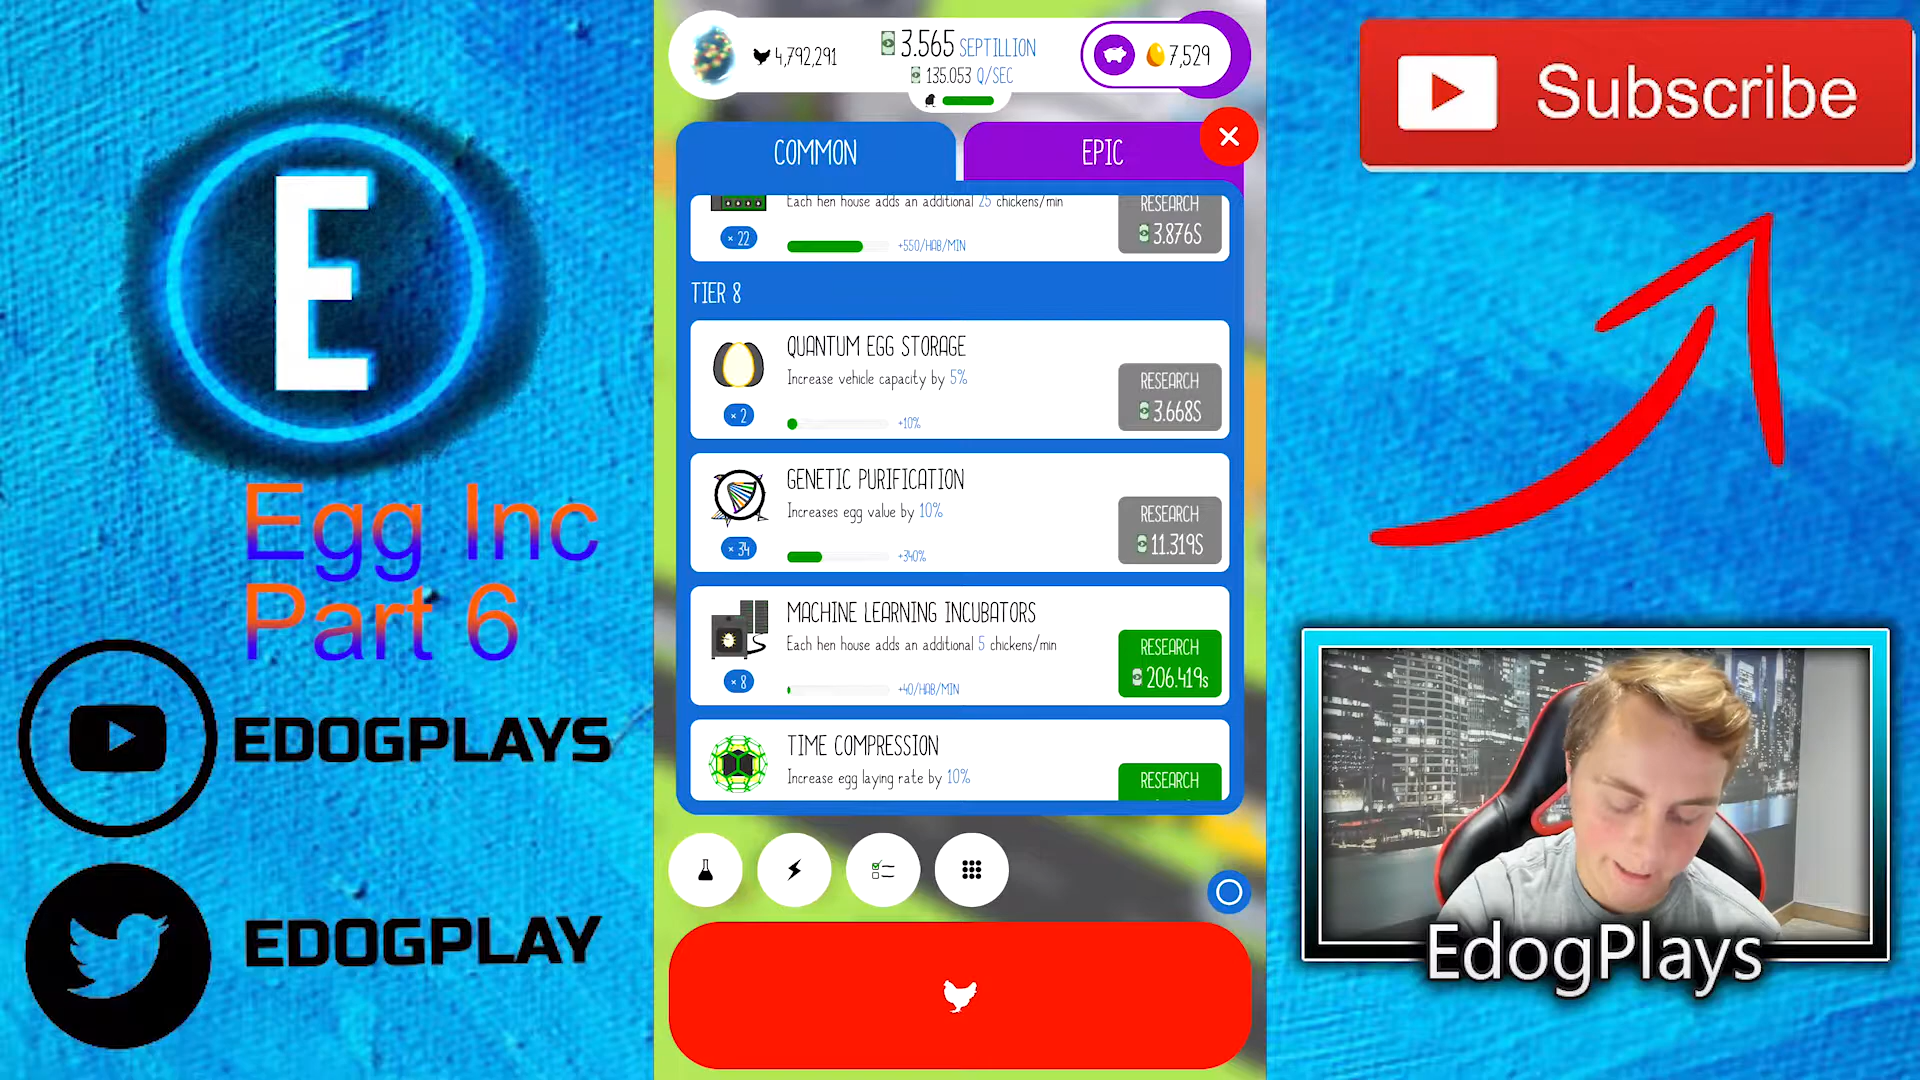 E
Egg Inc
Part 6
EDOGPLAYS
EDOGPLAY
4,792,291
3.565 SEPTILLION
135.053 Q/SEC
7,529
COMMON
EPIC
Each hen house adds an additional 25 chickens/min
× 22
+550/HAB/MIN
RESEARCH
3.876S
TIER 8
QUANTUM EGG STORAGE
Increase vehicle capacity by 5%
× 2
+10%
RESEARCH
3.668S
GENETIC PURIFICATION
Increases egg value by 10%
× 34
+340%
RESEARCH
11.319S
MACHINE LEARNING INCUBATORS
Each hen house adds an additional 5 chickens/min
× 8
+40/HAB/MIN
RESEARCH
206.419s
TIME COMPRESSION
Increase egg laying rate by 10%
RESEARCH
Subscribe
EdogPlays